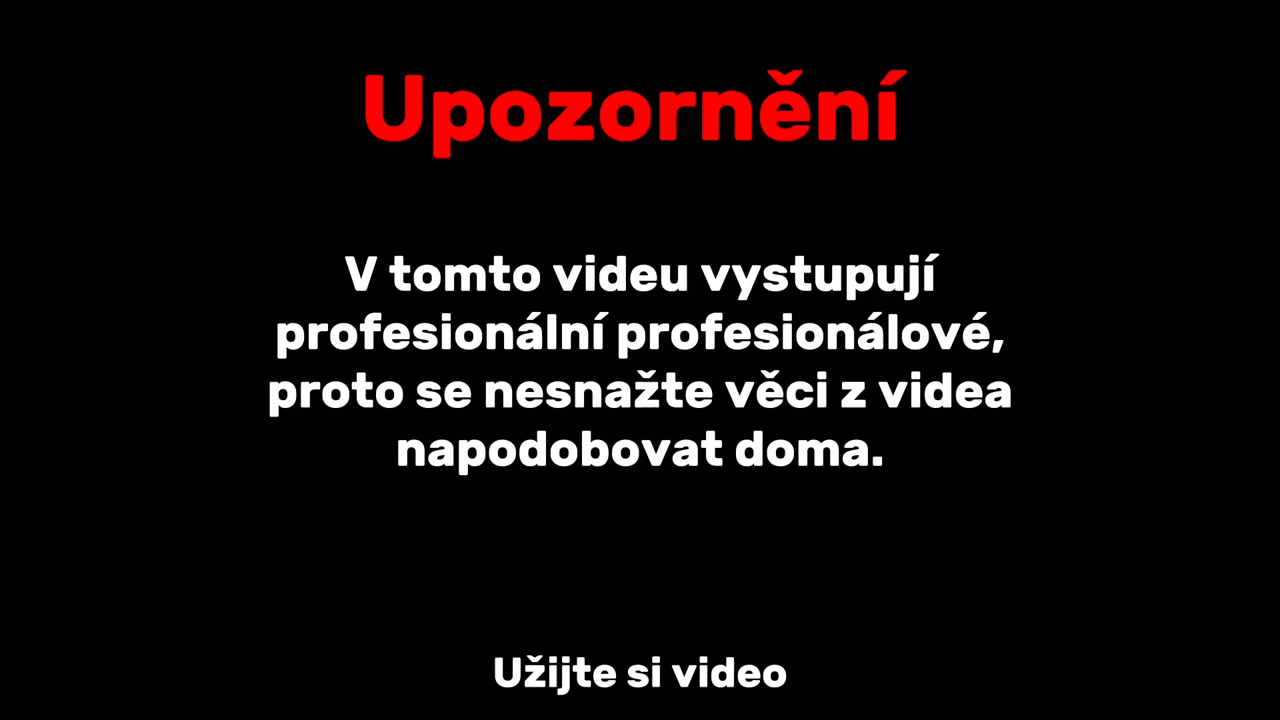 Upozornění
V tomto videu vystupují
profesionální profesionálové,
proto se nesnažte věci z videa
napodobovat doma.
Užijte si video